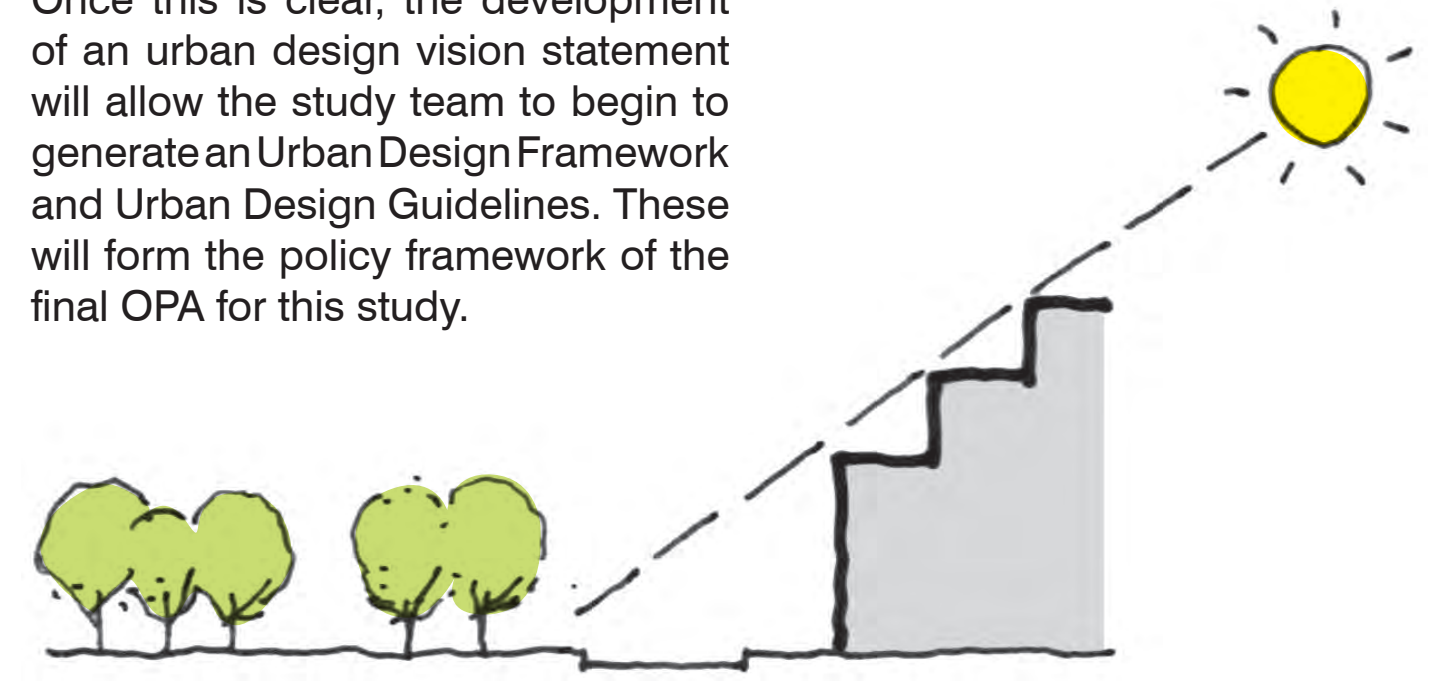 Once this is clear, the development
of an urban design vision statement
will allow the study team to begin to
generate an Urban Design Framework
and Urban Design Guidelines. These
will form the policy framework of the
final OPA for this study.